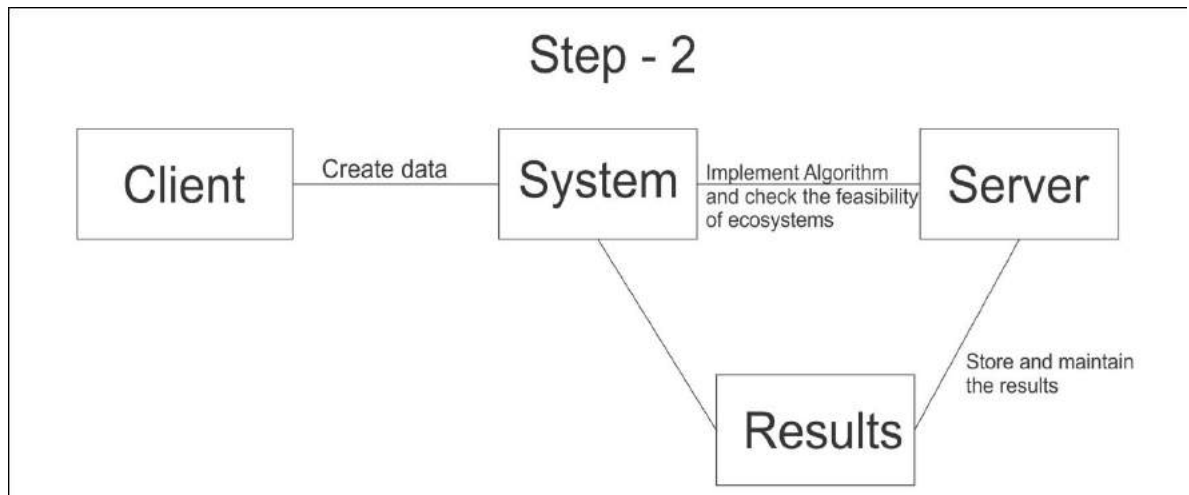 Step - 2
Client
Create data
System
Implement Algorithm
and check the feasibility
of ecosystems
Server
Store and maintain
the results
Results